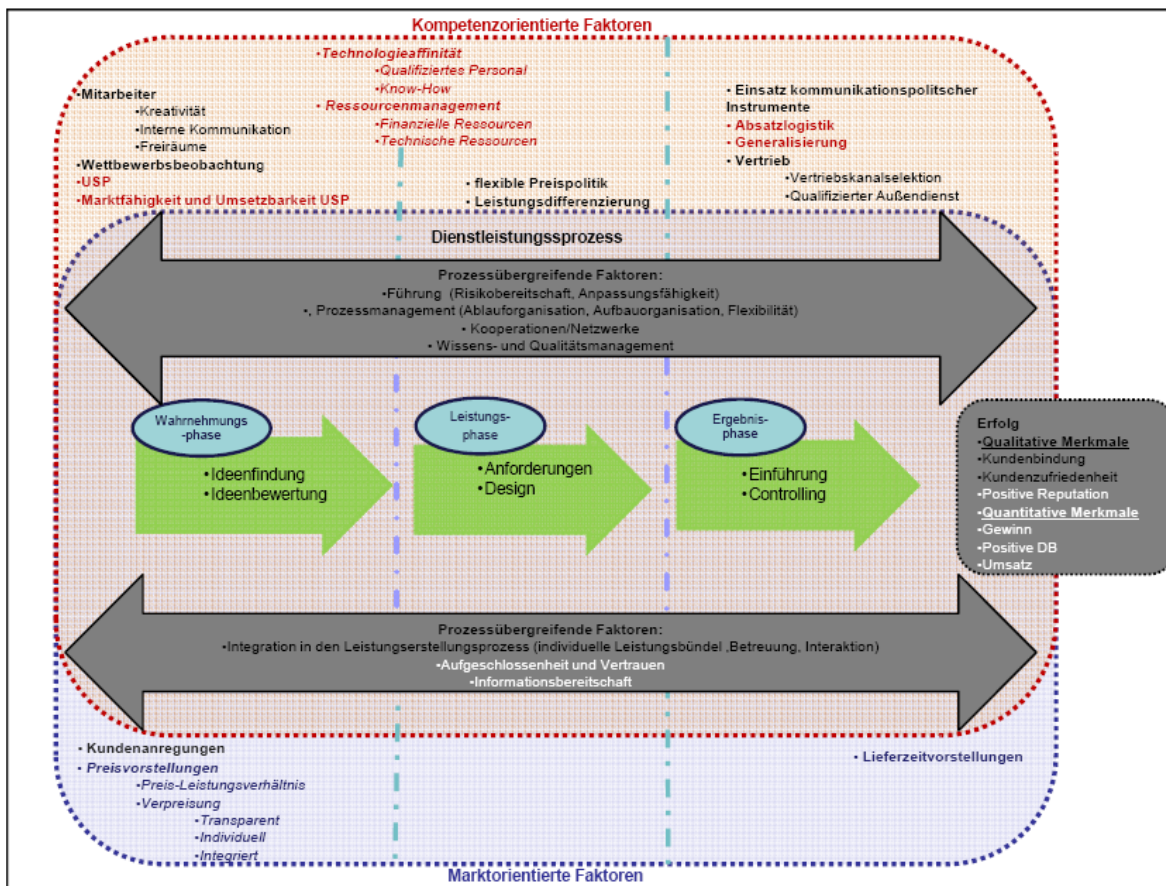 Kompetenzorientierte Faktoren
•Technologieaffinität
•Qualifiziertes Personal
•Know-How
• Ressourcenmanagement
•Finanzielle Ressourcen
•Technische Ressourcen
•Mitarbeiter
•Kreativität
•Interne Kommunikation
•Freiräume
•Wettbewerbsbeobachtung
•USP
•Marktfähigkeit und Umsetzbarkeit USP
• flexible Preispolitik
• Leistungsdifferenzierung
• Einsatz kommunikationspolitscher
Instrumente
• Absatzlogistik
• Generalisierung
• Vertrieb
•Vertriebskanalselektion
•Qualifizierter Außendienst
Dienstleistungssprozess
Prozessübergreifende Faktoren:
•Führung (Risikobereitschaft, Anpassungsfähigkeit)
•, Prozessmanagement (Ablauforganisation, Aufbauorganisation, Flexibilität)
• Kooperationen/Netzwerke
• Wissens- und Qualitätsmanagement
Wahrnehmungs
-phase
• Ideenfindung
• Ideenbewertung
Leistungs-
phase
• Anforderungen
• Design
Ergebnis-
phase
• Einführung
• Controlling
Erfolg
•Qualitative Merkmale
•Kundenbindung
•Kundenzufriedenheit
•Positive Reputation
•Quantitative Merkmale
•Gewinn
•Positive DB
•Umsatz
Prozessübergreifende Faktoren:
•Integration in den Leistungserstellungsprozess (individuelle Leistungsbündel ,Betreuung, Interaktion)
•Aufgeschlossenheit und Vertrauen
•Informationsbereitschaft
• Kundenanregungen
• Preisvorstellungen
•Preis-Leistungsverhältnis
•Verpreisung
•Transparent
•Individuell
•Integriert
• Lieferzeitvorstellungen
Marktorientierte Faktoren